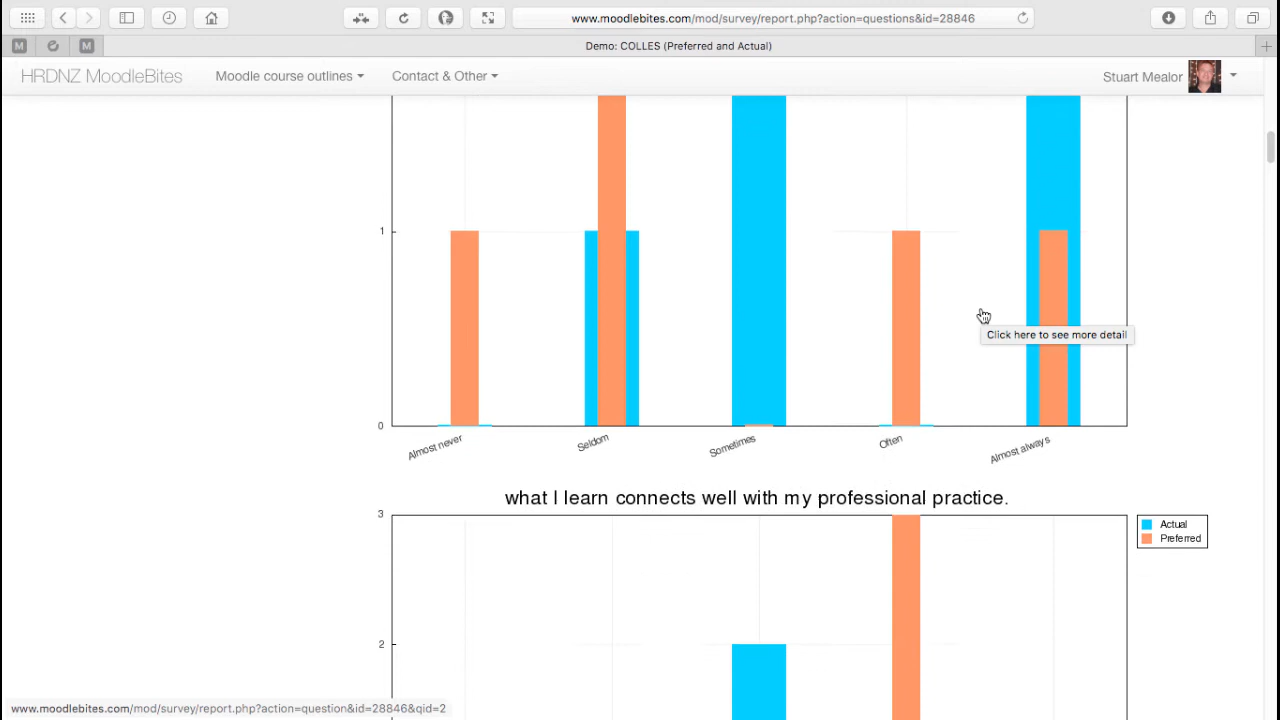 www.moodlebites.com/mod/survey/report.php?action=questions&id=28846
M
M
Demo: COLLES (Preferred and Actual)
+
HRDNZ MoodleBites
Moodle course outlines
Contact & Other
Stuart Mealor
1
Click here to see more detail
0
Almost never
Seldom
Sometimes
Often
Almost always
what I learn connects well with my professional practice.
3
Actual
Preferred
2
www.moodlebites.com/mod/survey/report.php?action=question&id=28846&qid=2